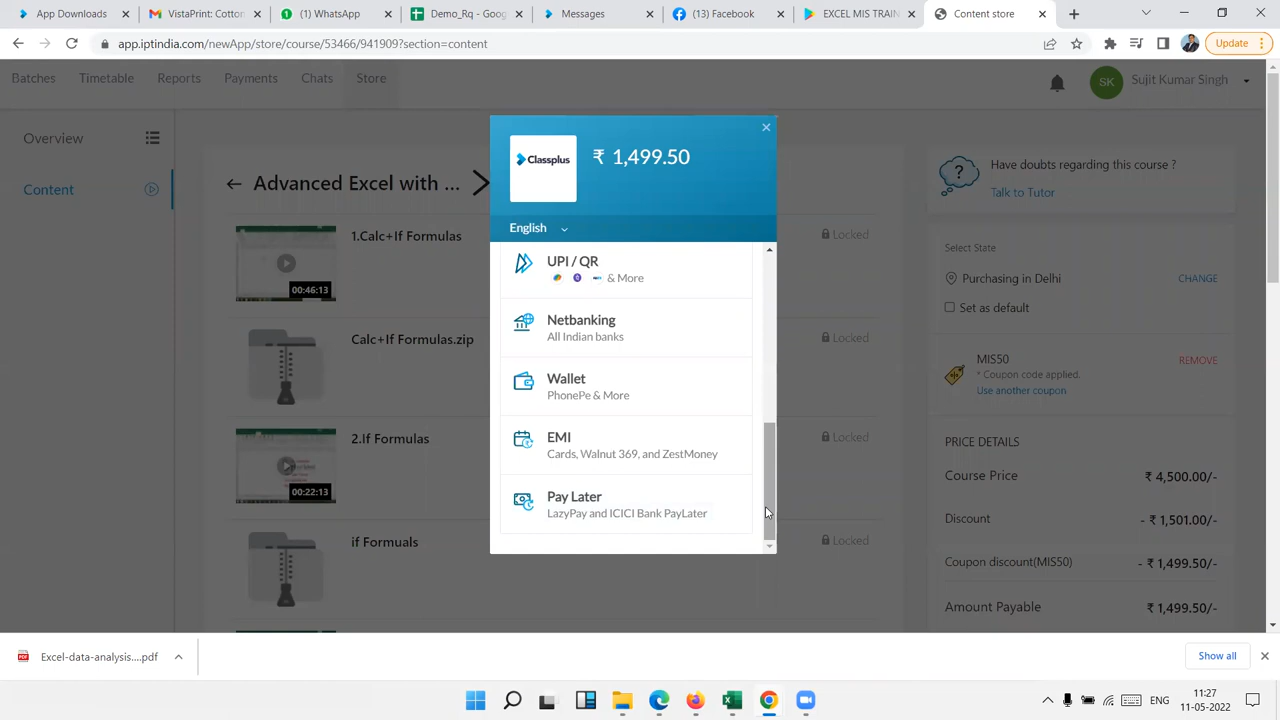 App Downloads
VistaPrint: Cotton
(1) WhatsApp
Demo_Rq - Goog
Messages
(13) Facebook
EXCEL MIS TRAIN
Content store
app.iptindia.com/newApp/store/course/53466/941909?section=content
Update
Batches
Timetable
Reports
Payments
Chats
Store
SK
Sujit Kumar Singh
Overview
Content
Advanced Excel with ...
1.Calc+If Formulas
Locked
00:46:13
Calc+If Formulas.zip
Locked
2.If Formulas
Locked
00:22:13
if Formuals
Locked
Classplus
₹ 1,499.50
English
UPI / QR
& More
Netbanking
All Indian banks
Wallet
PhonePe & More
EMI
Cards, Walnut 369, and ZestMoney
Pay Later
LazyPay and ICICI Bank PayLater
Have doubts regarding this course ?
Talk to Tutor
Select State
Purchasing in Delhi
CHANGE
Set as default
MIS50
REMOVE
* Coupon code applied.
Use another coupon
PRICE DETAILS
Course Price ₹ 4,500.00/-
Discount - ₹ 1,501.00/-
Coupon discount(MIS50) - ₹ 1,499.50/-
Amount Payable ₹ 1,499.50/-
Excel-data-analysis....pdf
Show all
ENG
11:27
11-05-2022